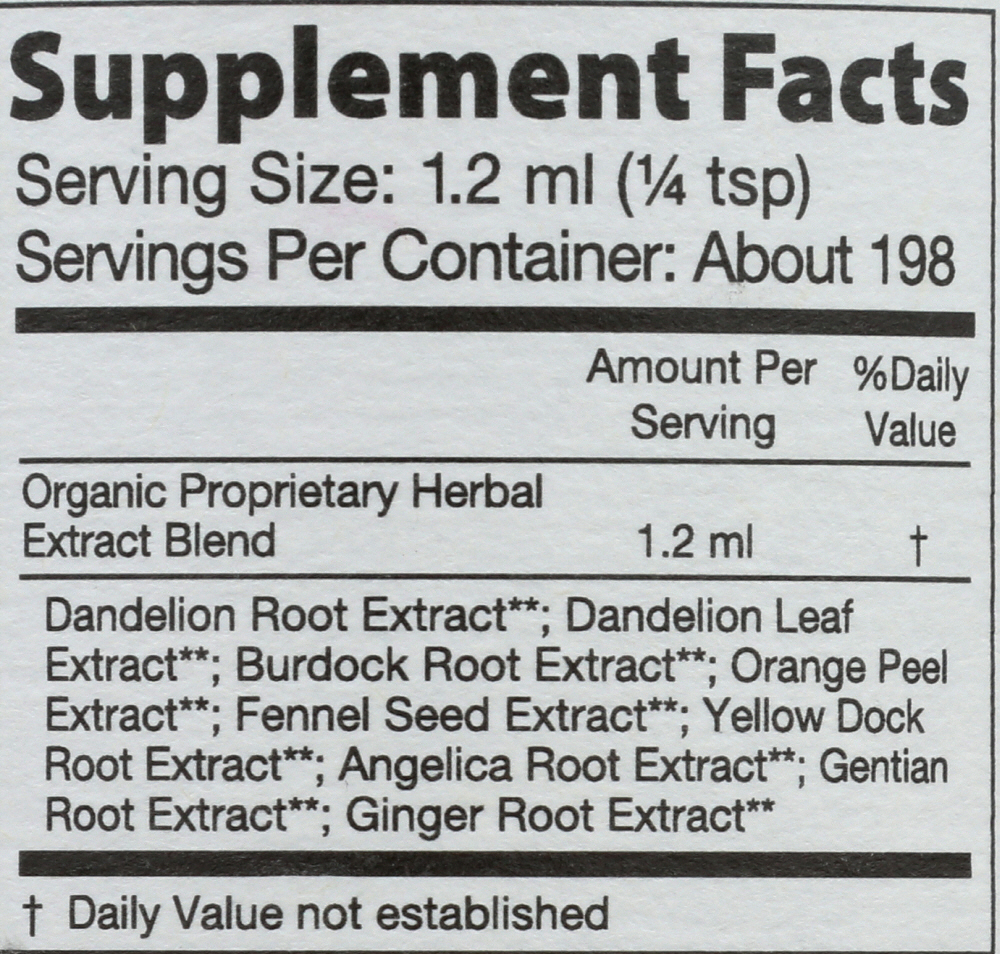 Supplement Facts
Serving Size: 1.2 ml (¼ tsp)
Servings Per Container: About 198
Amount Per %Daily
Serving Value
Organic Proprietary Herbal
Extract Blend 1.2 ml †
Dandelion Root Extract**; Dandelion Leaf
Extract**; Burdock Root Extract**; Orange Peel
Extract**; Fennel Seed Extract**; Yellow Dock
Root Extract**; Angelica Root Extract**; Gentian
Root Extract**; Ginger Root Extract**
† Daily Value not established